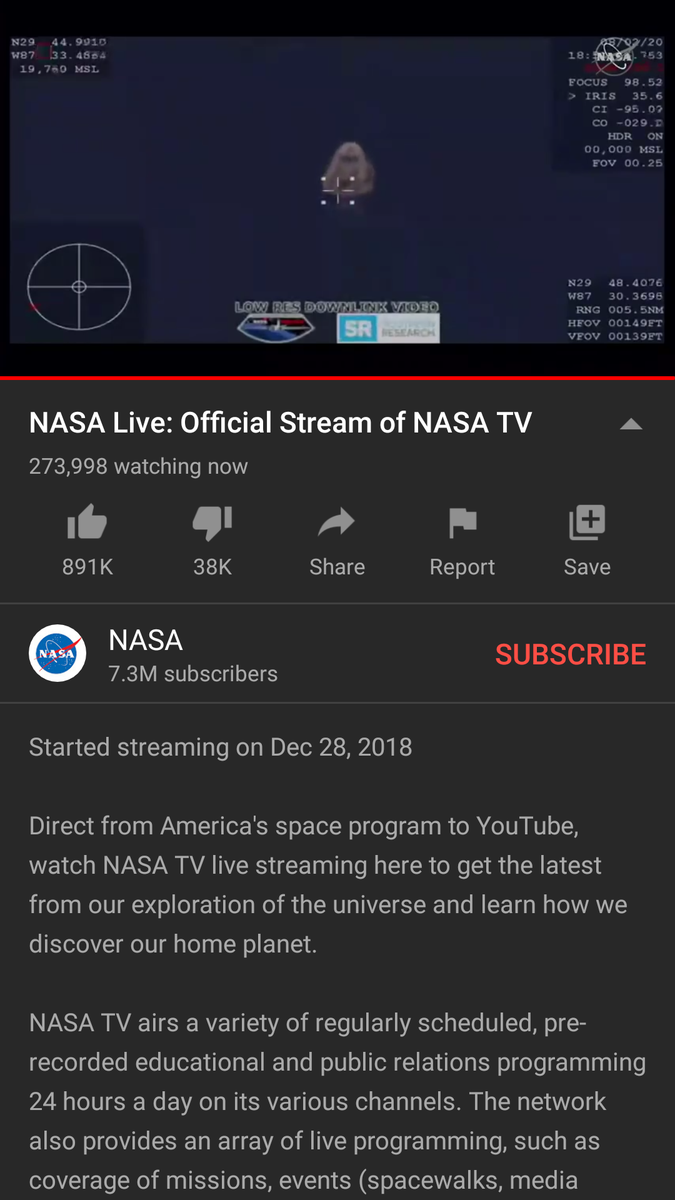 N29 44.9910
W87 33.4664
19,760 MSL
08/02/20
NASA
FOCUS 98.52
> IRIS 35.6
CI -95.09
CO -029.0
HDR ON
00,000 MSL
FOV 00.25
N29 48.4076
W87 30.3698
RNG 005.5NM
HFOV 00149FT
VFOV 00139FT
LOW RES DOWNLINK VIDEO
SR
RESEARCH
NASA Live: Official Stream of NASA TV
273,998 watching now
891K 38K Share Report Save
NASA
NASA
7.3M subscribers
SUBSCRIBE
Started streaming on Dec 28, 2018
Direct from America's space program to YouTube,
watch NASA TV live streaming here to get the latest
from our exploration of the universe and learn how we
discover our home planet.
NASA TV airs a variety of regularly scheduled, pre-
recorded educational and public relations programming
24 hours a day on its various channels. The network
also provides an array of live programming, such as
coverage of missions, events (spacewalks, media